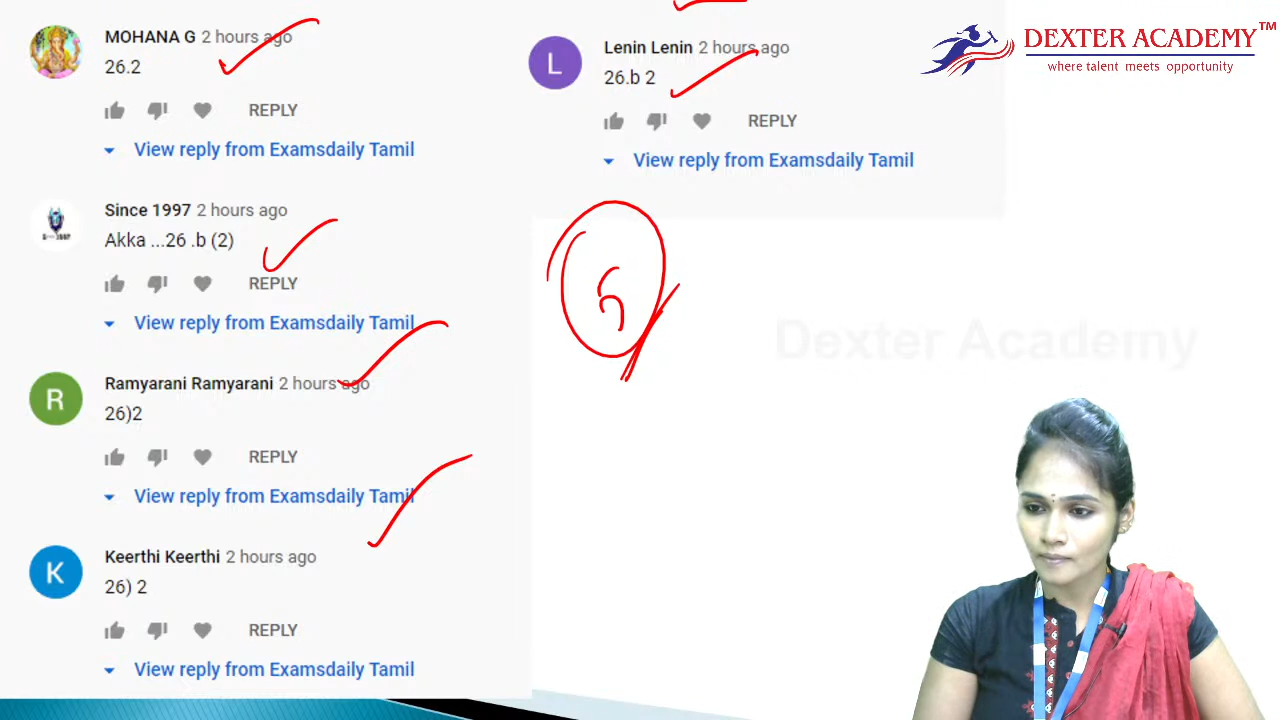 MOHANA G 2 hours ago
26.2
REPLY
View reply from Examsdaily Tamil
Since 1997 2 hours ago
Akka ...26 .b (2)
REPLY
View reply from Examsdaily Tamil
Ramyarani Ramyarani 2 hours ago
26)2
REPLY
View reply from Examsdaily Tamil
Keerthi Keerthi 2 hours ago
26) 2
REPLY
View reply from Examsdaily Tamil
Lenin Lenin 2 hours ago
26.b 2
REPLY
View reply from Examsdaily Tamil
L
R
K
DEXTER ACADEMY™
where talent meets opportunity
Dexter Academy